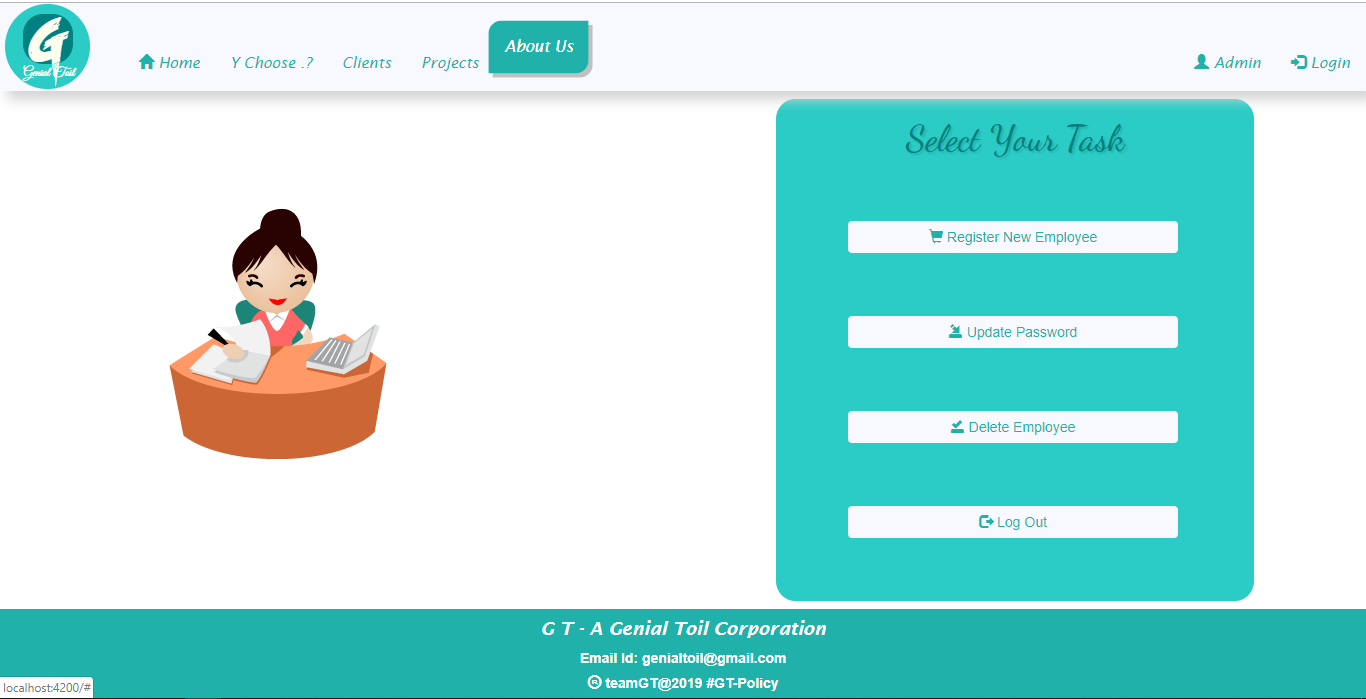 G
Genial Toil
Home Y Choose .? Clients Projects About Us Admin Login
Select Your Task
Register New Employee
Update Password
Delete Employee
Log Out
G T - A Genial Toil Corporation
Email Id: genialtoil@gmail.com
® teamGT@2019 #GT-Policy
localhost:4200/#